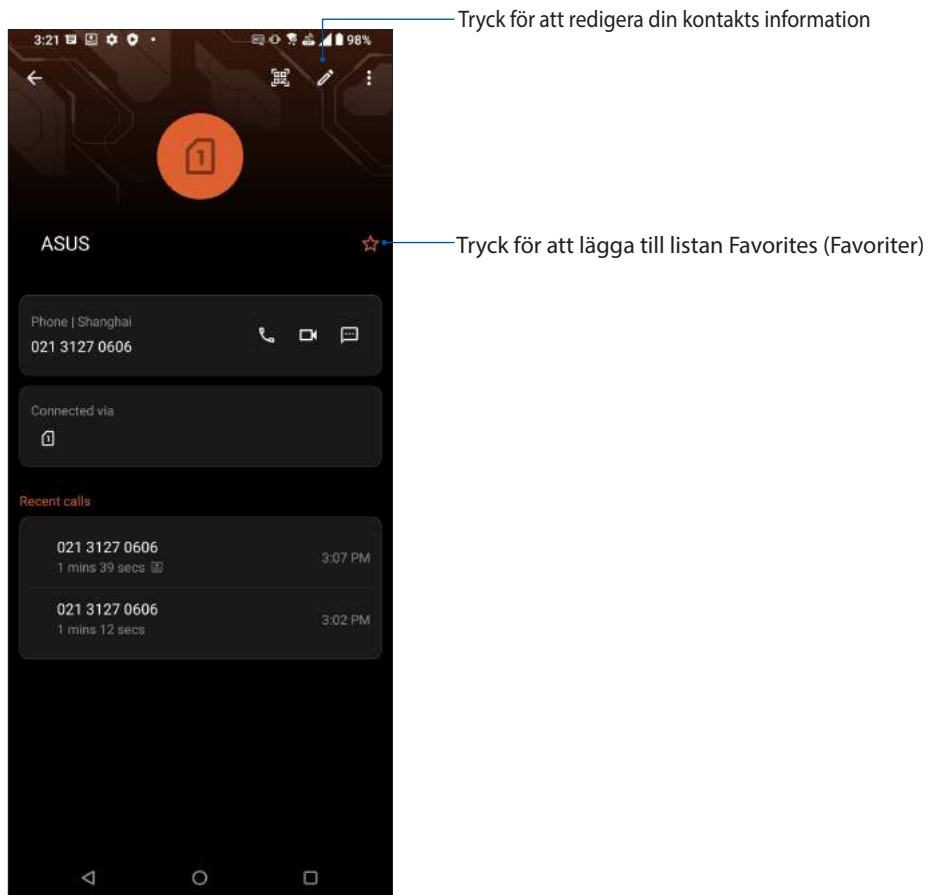 Tryck för att redigera din kontakts information
3:21 98%
1
ASUS
Tryck för att lägga till listan Favorites (Favoriter)
Phone | Shanghai
021 3127 0606
Connected via
1
Recent calls
021 3127 0606
3:07 PM
1 mins 39 secs
021 3127 0606
3:02 PM
1 mins 12 secs